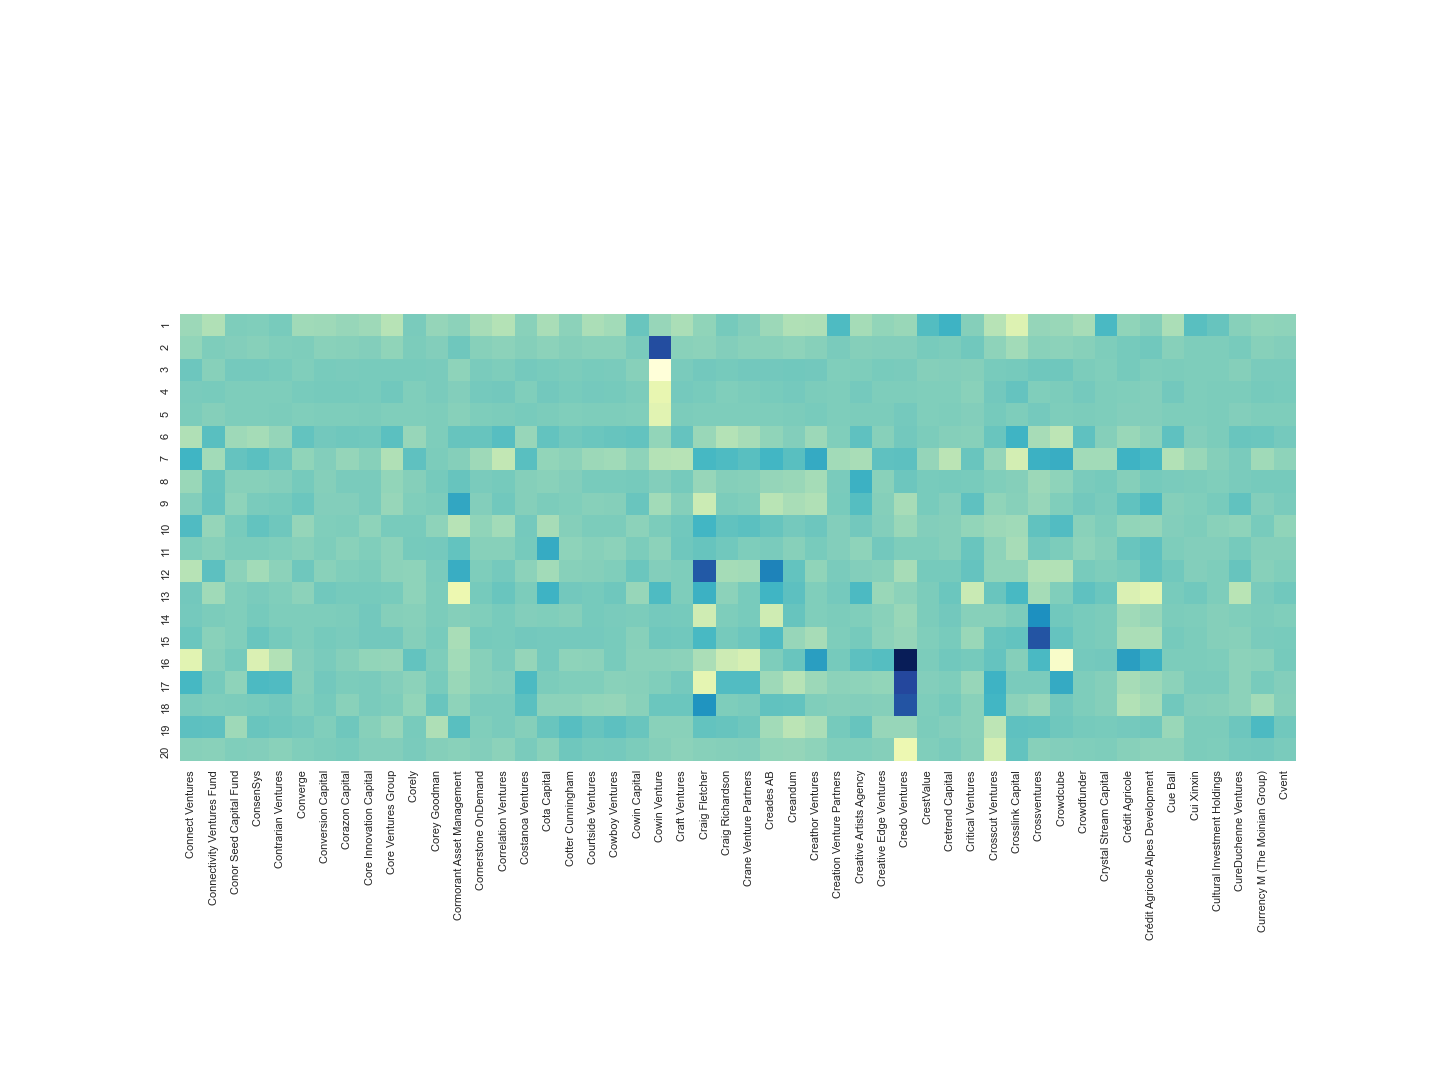 1
2
3
4
5
6
7
8
9
10
11
12
13
14
15
16
17
18
19
20
Connect Ventures
Connectivity Ventures Fund
Conor Seed Capital Fund
ConsenSys
Contrarian Ventures
Converge
Conversion Capital
Corazon Capital
Core Innovation Capital
Core Ventures Group
Corely
Corey Goodman
Cormorant Asset Management
Cornerstone OnDemand
Correlation Ventures
Costanoa Ventures
Cota Capital
Cotter Cunningham
Courtside Ventures
Cowboy Ventures
Cowin Capital
Cowin Venture
Craft Ventures
Craig Fletcher
Craig Richardson
Crane Venture Partners
Creades AB
Creandum
Creathor Ventures
Creation Venture Partners
Creative Artists Agency
Creative Edge Ventures
Credo Ventures
CrestValue
Cretrend Capital
Critical Ventures
Crosscut Ventures
Crosslink Capital
Crossventures
Crowdcube
Crowdfunder
Crystal Stream Capital
Crédit Agricole
Crédit Agricole Alpes Development
Cue Ball
Cui Xinxin
Cultural Investment Holdings
CureDuchenne Ventures
Currency M (The Moinian Group)
Cvent